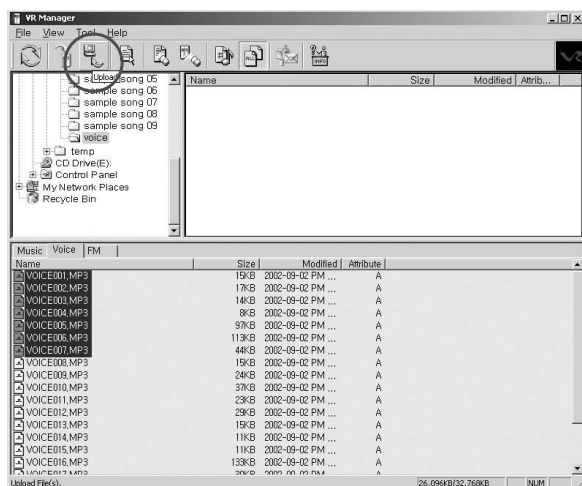 VR Manager
File View Tool Help
ALL
INFO
Upload
sample song 05
sample song 06
sample song 07
sample song 08
sample song 09
voice
temp
CD Drive(E):
Control Panel
My Network Places
Recycle Bin
Name Size Modified Attrib...
Music Voice FM
Name Size Modified Attribute
VOICE001,MP3 15KB 2002-09-02 PM ... A
VOICE002,MP3 17KB 2002-09-02 PM ... A
VOICE003,MP3 14KB 2002-09-02 PM ... A
VOICE004,MP3 8KB 2002-09-02 PM ... A
VOICE005,MP3 97KB 2002-09-02 PM ... A
VOICE006,MP3 113KB 2002-09-02 PM ... A
VOICE007,MP3 44KB 2002-09-02 PM ... A
VOICE008,MP3 15KB 2002-09-02 PM ... A
VOICE009,MP3 24KB 2002-09-02 PM ... A
VOICE010,MP3 37KB 2002-09-02 PM ... A
VOICE011,MP3 23KB 2002-09-02 PM ... A
VOICE012,MP3 29KB 2002-09-02 PM ... A
VOICE013,MP3 15KB 2002-09-02 PM ... A
VOICE014,MP3 11KB 2002-09-02 PM ... A
VOICE015,MP3 11KB 2002-09-02 PM ... A
VOICE016,MP3 133KB 2002-09-02 PM ... A
VOICE017,MP3
Upload File(s). 26,096KB/32,768KB NUM